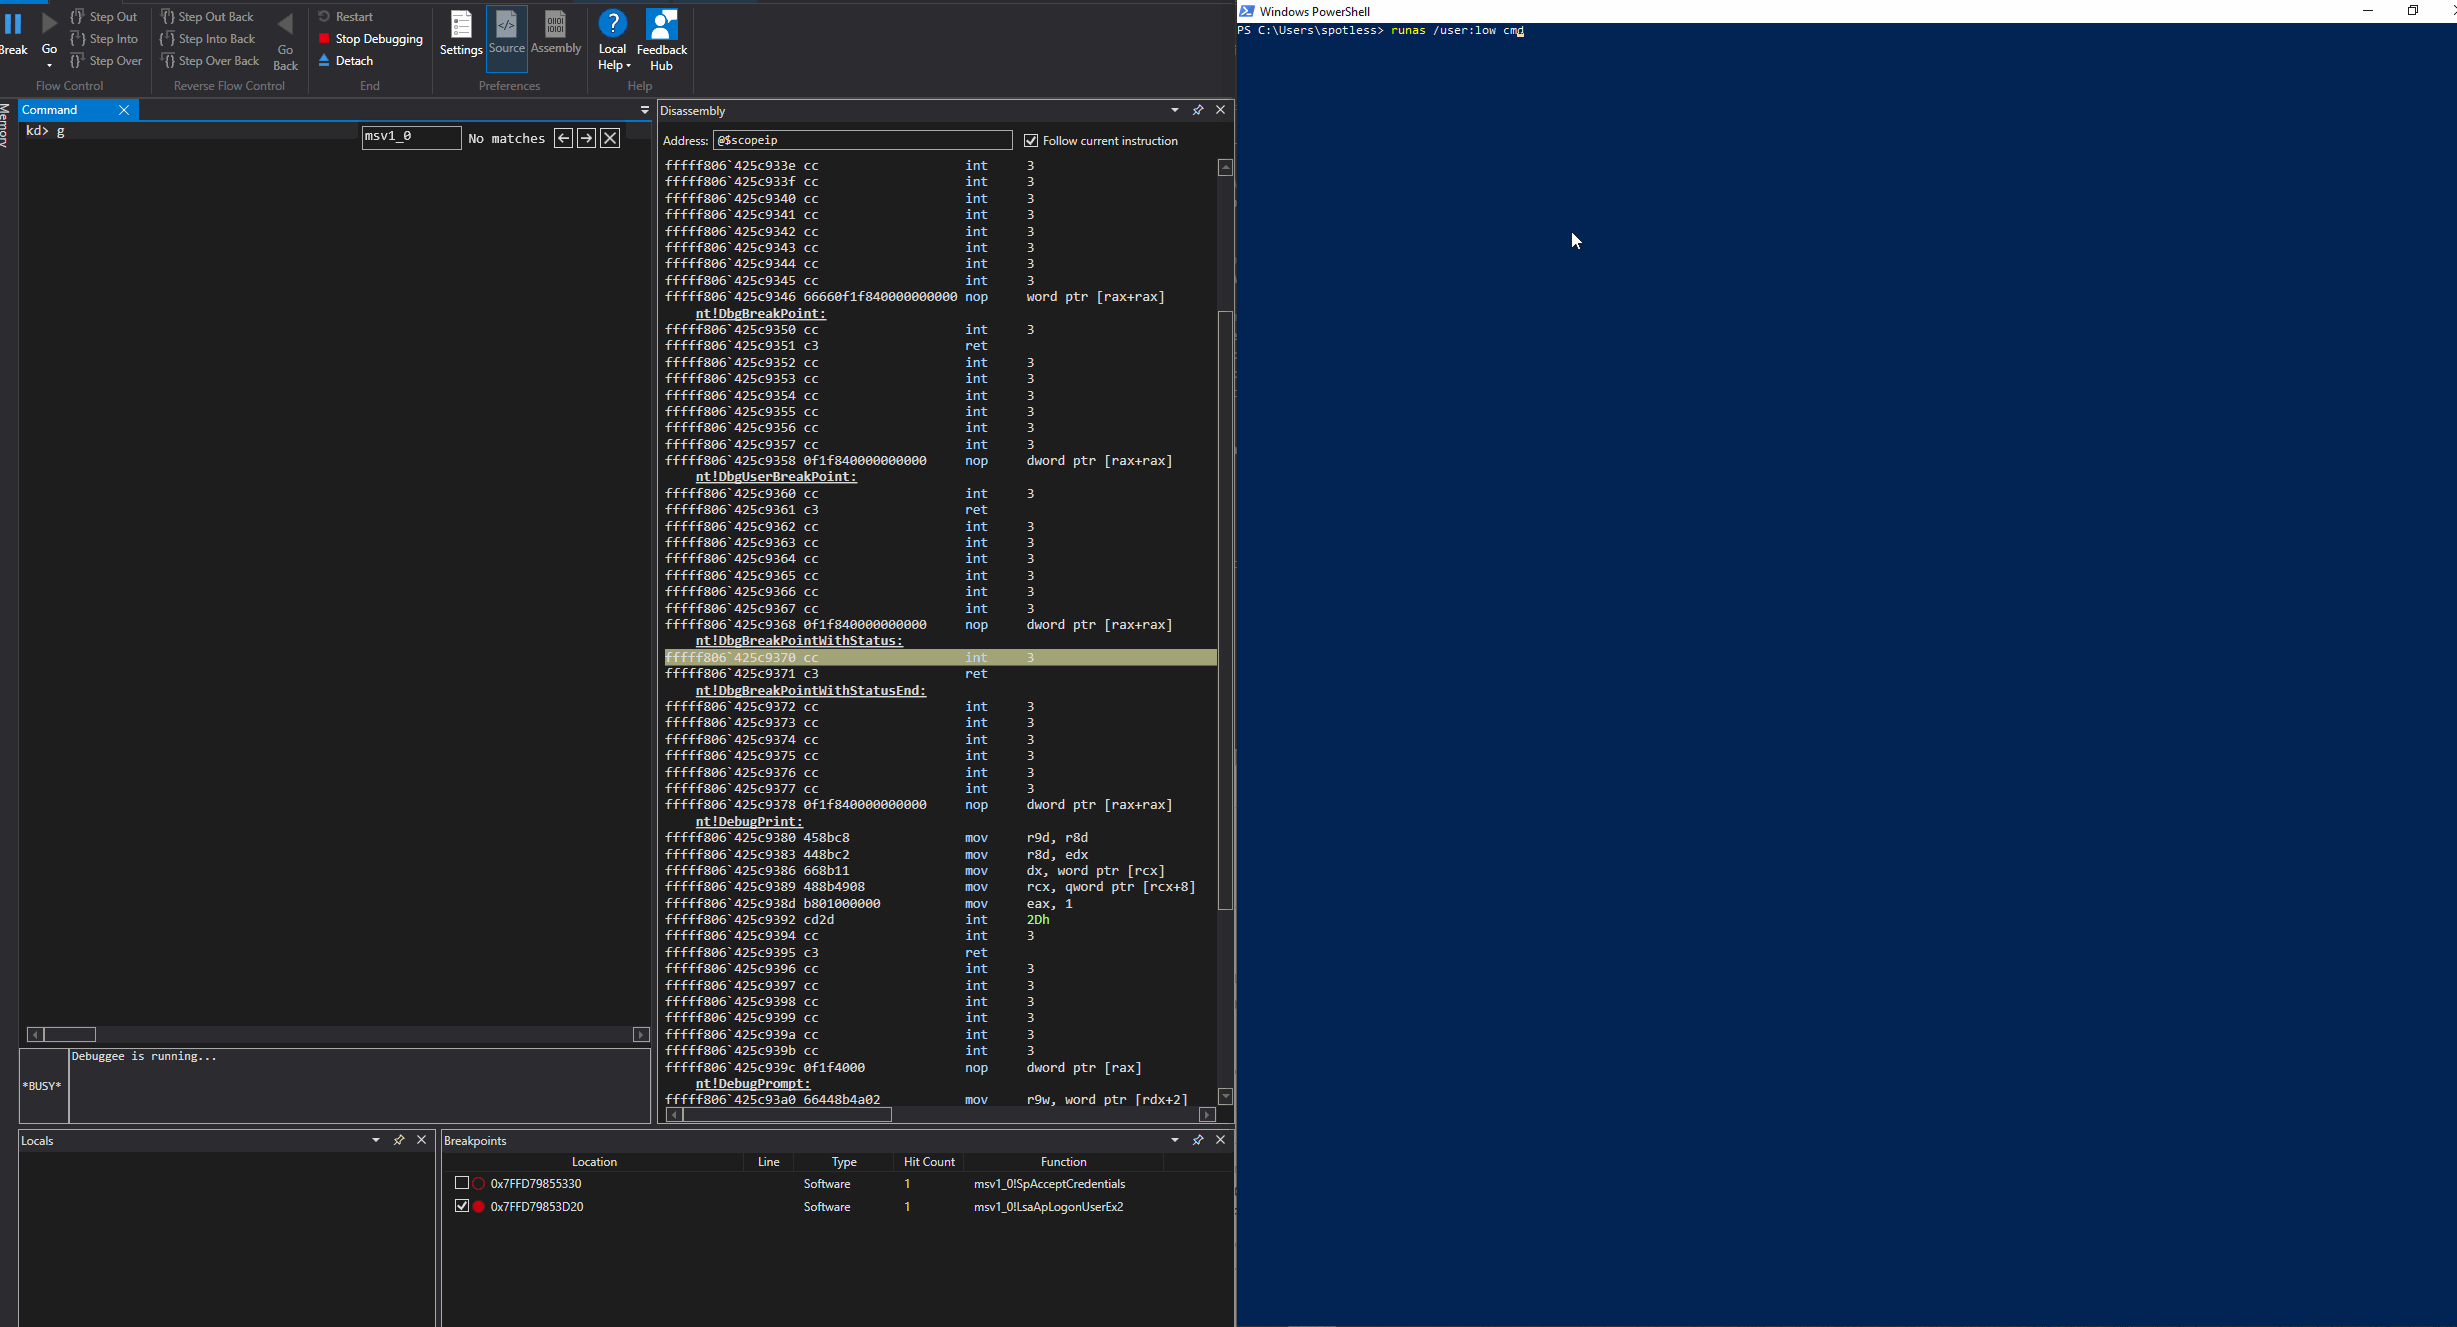 Break
Go
Step Out
Step Into
Step Over
Flow Control
Step Out Back
Step Into Back
Step Over Back
Go Back
Reverse Flow Control
Restart
Stop Debugging
Detach
End
Settings
Source
Assembly
Preferences
Local Help
Feedback Hub
Help
Memory
Command
kd> g
msv1_0
No matches
Disassembly
Address: @$scopeip
Follow current instruction
fffff806`425c933e cc int 3
fffff806`425c933f cc int 3
fffff806`425c9340 cc int 3
fffff806`425c9341 cc int 3
fffff806`425c9342 cc int 3
fffff806`425c9343 cc int 3
fffff806`425c9344 cc int 3
fffff806`425c9345 cc int 3
fffff806`425c9346 66660f1f840000000000 nop word ptr [rax+rax]
nt!DbgBreakPoint:
fffff806`425c9350 cc int 3
fffff806`425c9351 c3 ret
fffff806`425c9352 cc int 3
fffff806`425c9353 cc int 3
fffff806`425c9354 cc int 3
fffff806`425c9355 cc int 3
fffff806`425c9356 cc int 3
fffff806`425c9357 cc int 3
fffff806`425c9358 0f1f840000000000 nop dword ptr [rax+rax]
nt!DbgUserBreakPoint:
fffff806`425c9360 cc int 3
fffff806`425c9361 c3 ret
fffff806`425c9362 cc int 3
fffff806`425c9363 cc int 3
fffff806`425c9364 cc int 3
fffff806`425c9365 cc int 3
fffff806`425c9366 cc int 3
fffff806`425c9367 cc int 3
fffff806`425c9368 0f1f840000000000 nop dword ptr [rax+rax]
nt!DbgBreakPointWithStatus:
fffff806`425c9370 cc int 3
fffff806`425c9371 c3 ret
nt!DbgBreakPointWithStatusEnd:
fffff806`425c9372 cc int 3
fffff806`425c9373 cc int 3
fffff806`425c9374 cc int 3
fffff806`425c9375 cc int 3
fffff806`425c9376 cc int 3
fffff806`425c9377 cc int 3
fffff806`425c9378 0f1f840000000000 nop dword ptr [rax+rax]
nt!DebugPrint:
fffff806`425c9380 458bc8 mov r9d, r8d
fffff806`425c9383 448bc2 mov r8d, edx
fffff806`425c9386 668b11 mov dx, word ptr [rcx]
fffff806`425c9389 488b4908 mov rcx, qword ptr [rcx+8]
fffff806`425c938d b801000000 mov eax, 1
fffff806`425c9392 cd2d int 2Dh
fffff806`425c9394 cc int 3
fffff806`425c9395 c3 ret
fffff806`425c9396 cc int 3
fffff806`425c9397 cc int 3
fffff806`425c9398 cc int 3
fffff806`425c9399 cc int 3
fffff806`425c939a cc int 3
fffff806`425c939b cc int 3
fffff806`425c939c 0f1f4000 nop dword ptr [rax]
nt!DebugPrompt:
fffff806`425c93a0 66448b4a02 mov r9w, word ptr [rdx+2]
*BUSY*
Debuggee is running...
Locals
Breakpoints
Location Line Type Hit Count Function
0x7FFD79855330 Software 1 msv1_0!SpAcceptCredentials
0x7FFD79853D20 Software 1 msv1_0!LsaApLogonUserEx2
Windows PowerShell
PS C:\Users\spotless> runas /user:low cmd